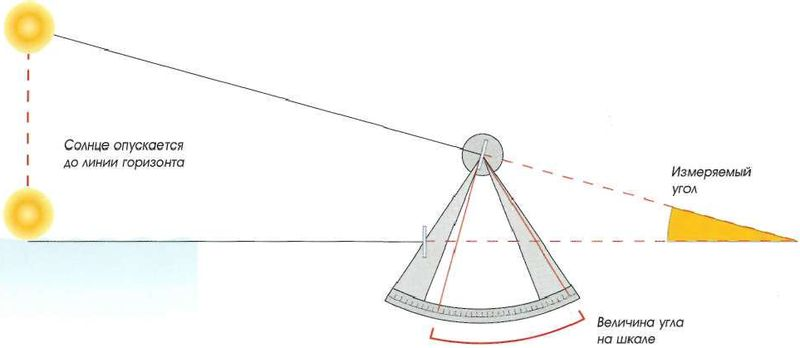 Солнце опускается
до линии горизонта
Измеряемый
угол
Величина угла
на шкале